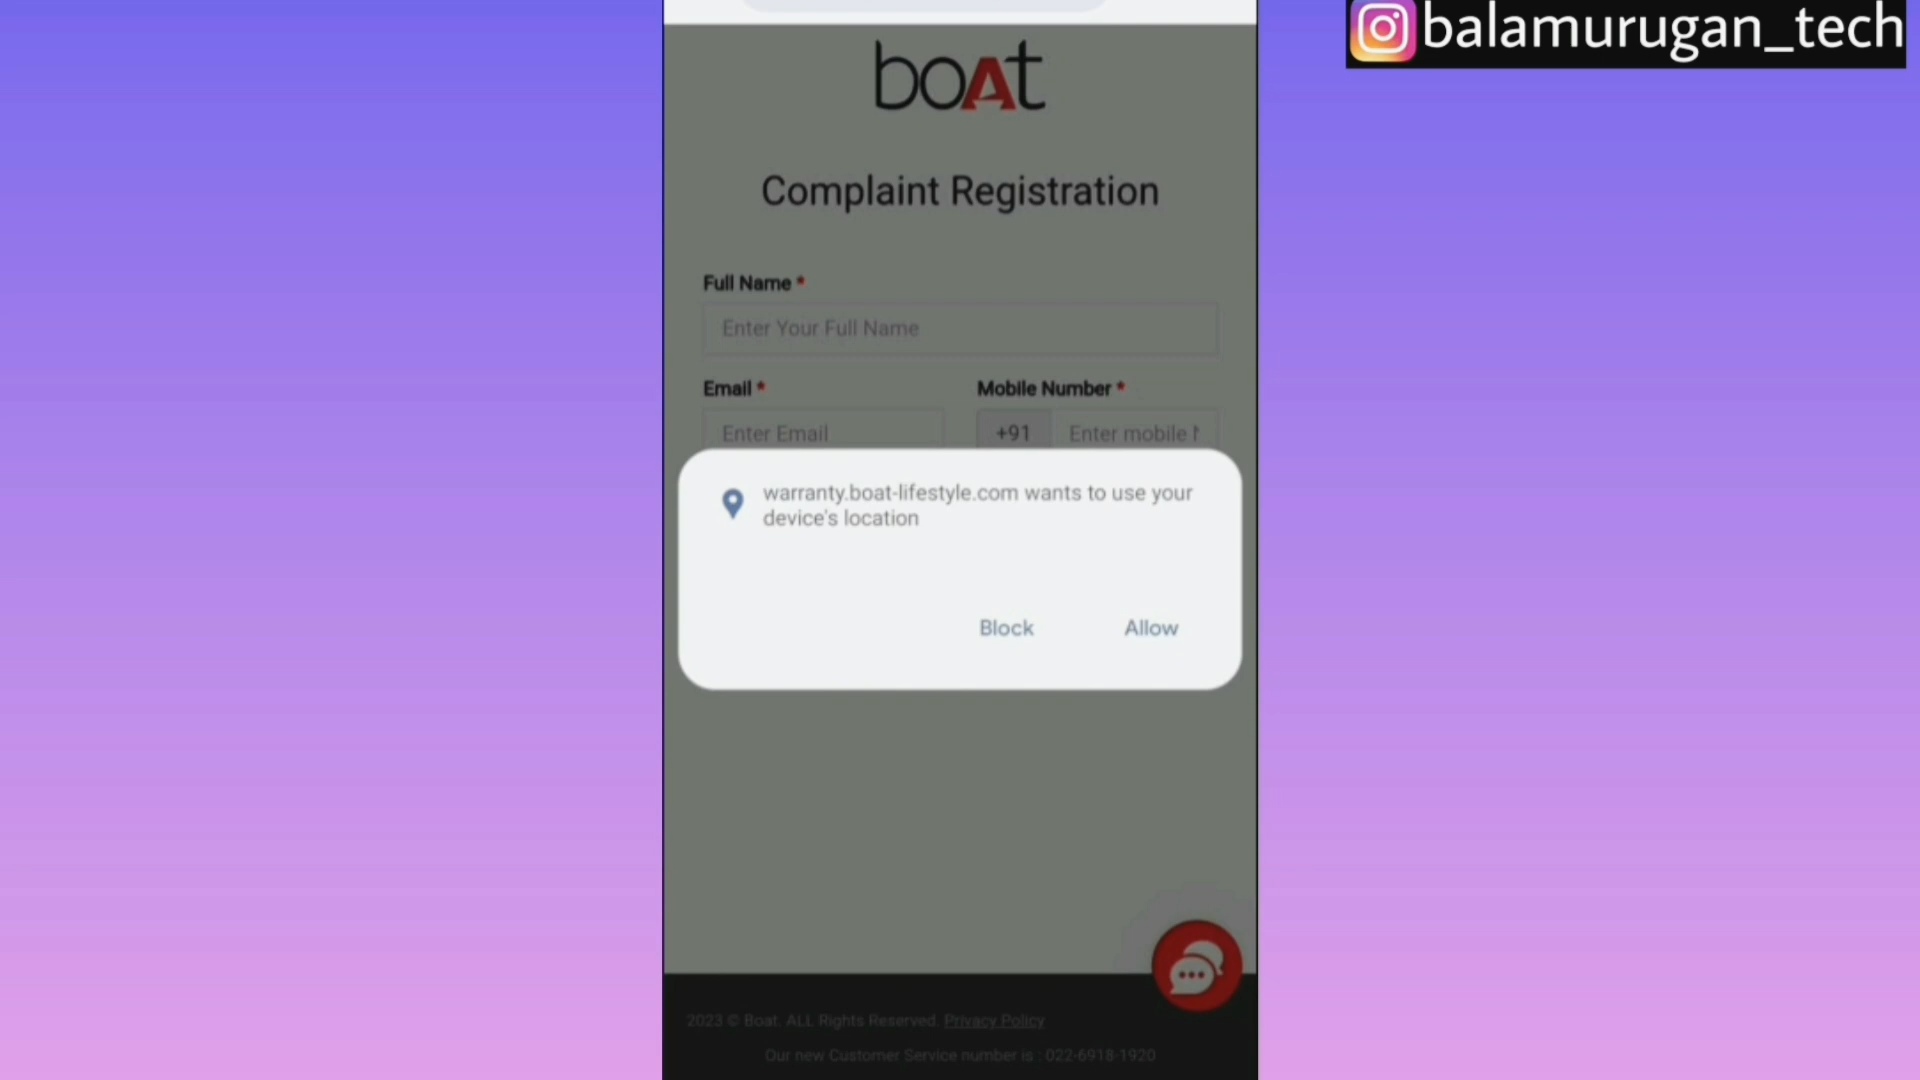 balamurugan_tech
boAt
Complaint Registration
Full Name *
Enter Your Full Name
Email * Mobile Number *
Enter Email +91 Enter mobile
warranty.boat-lifestyle.com wants to use your
device's location
Block Allow
2023 © Boat. ALL Rights Reserved. Privacy Policy
Our new Customer Service number is : 022-6918-1920